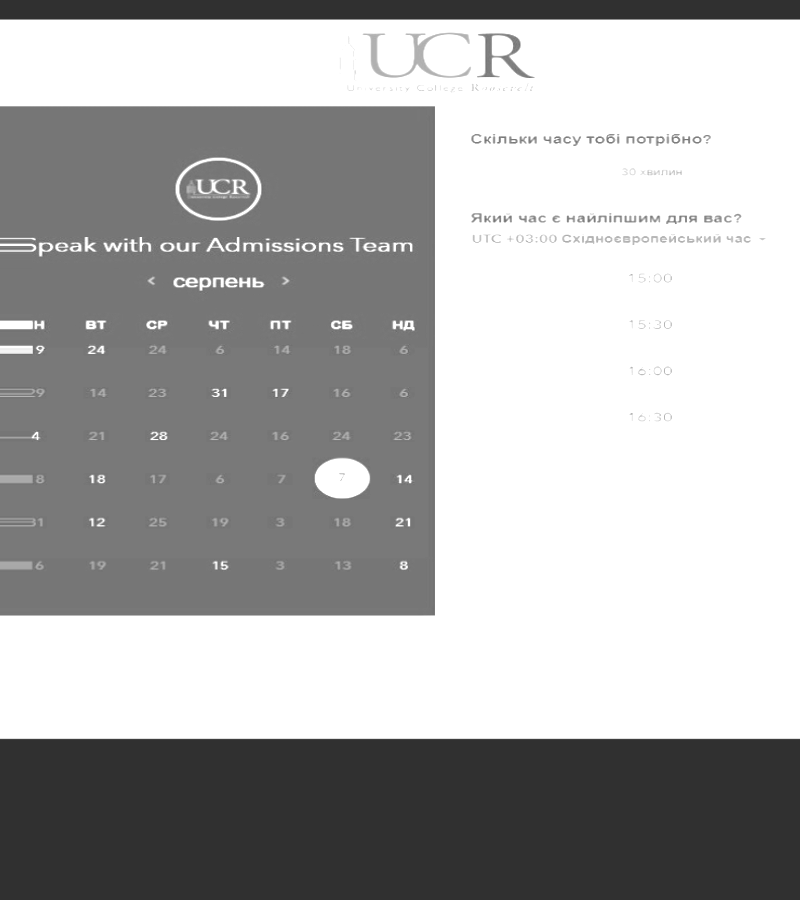 UCR
University College Roosevelt
UCR
Speak with our Admissions Team
< серпень >
Н ВТ СР ЧТ ПТ СБ НД
9 24 24 6 14 18 6
29 14 23 31 17 16 6
4 21 28 24 16 24 23
8 18 17 6 7 7 14
31 12 25 19 3 18 21
6 19 21 15 3 13 8
Скільки часу тобі потрібно?
30 хвилин
Який час є найліпшим для вас?
UTC +03:00 Східноєвропейський час
15:00
15:30
16:00
16:30